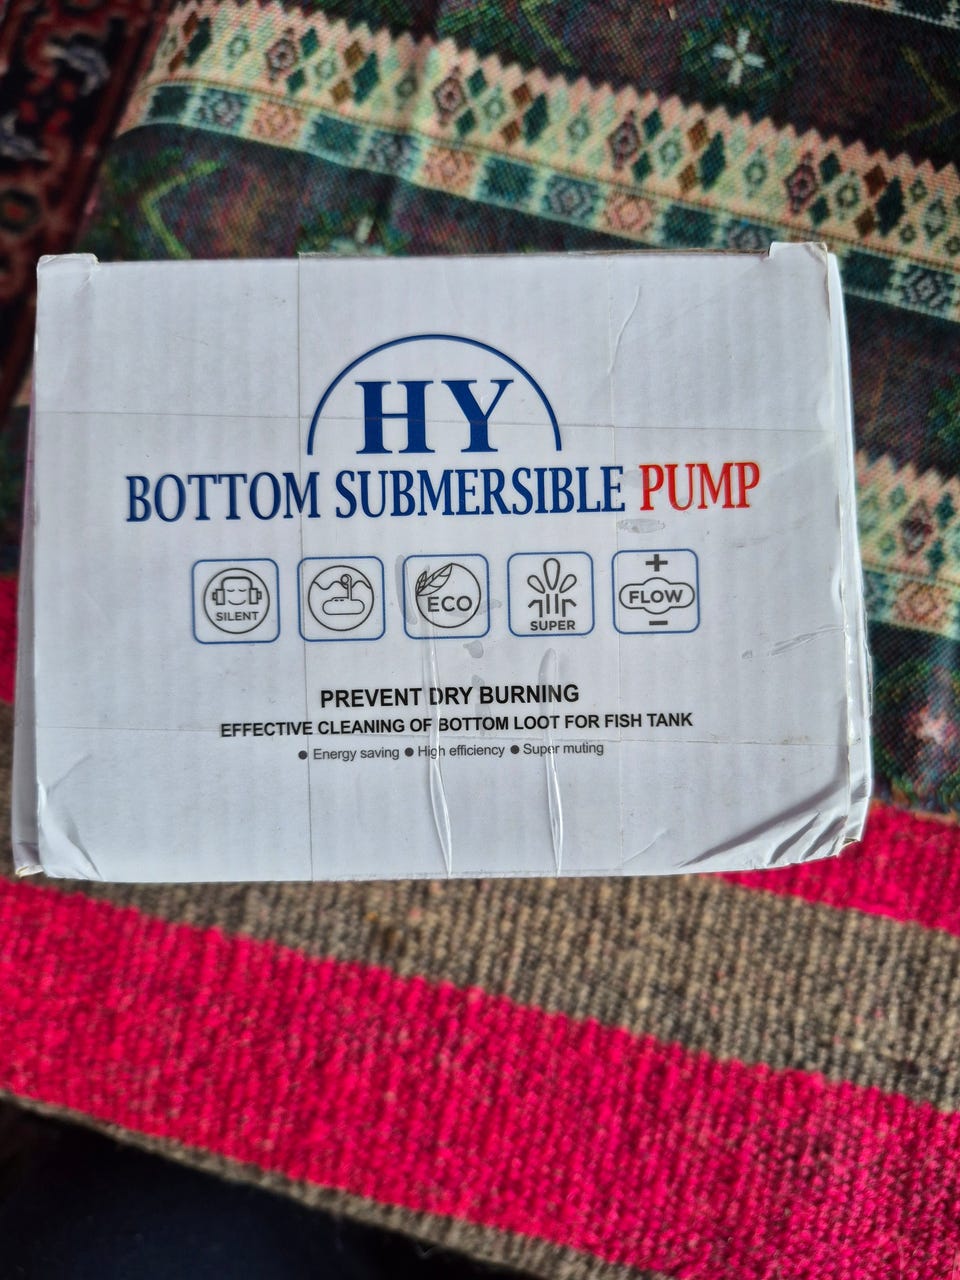 HY
BOTTOM SUBMERSIBLE PUMP
SILENT
ECO
SUPER
+
FLOW
−
PREVENT DRY BURNING
EFFECTIVE CLEANING OF BOTTOM LOOT FOR FISH TANK
● Energy saving ● High efficiency ● Super muting